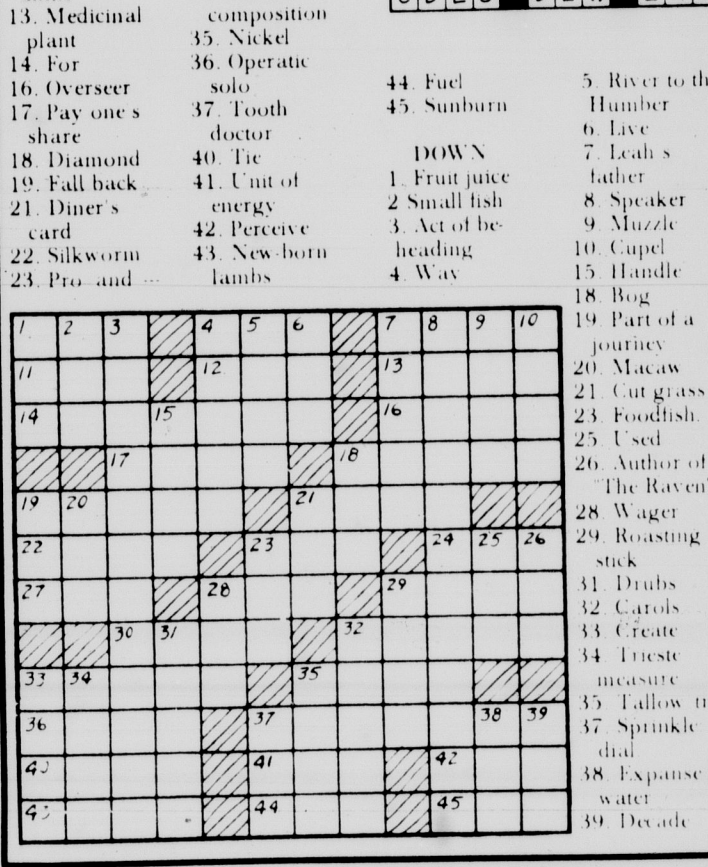 13. Medicinal
plant
14. For
16. Overseer
17. Pay one's
share
18. Diamond
19. Fall back
21. Diner's
card
22. Silkworm
23. Pro and ---
composition
35. Nickel
36. Operatic
solo
37. Tooth
doctor
40. Tie
41. Unit of
energy
42. Perceive
43. New-born
lambs
44. Fuel
45. Sunburn
DOWN
1. Fruit juice
2 Small fish
3. Act of be-
heading
4. Way
5. River to th
Humber
6. Live
7. Leah s
father
8. Speaker
9. Muzzle
10. Cupel
15. Handle
18. Bog
19. Part of a
journey
20. Macaw
21. Cut grass
23. Foodfish.
25. Used
26. Author of
"The Raven"
28. Wager
29. Roasting
stick
31. Drubs
32. Carols
33. Create
34. Trieste
measure
35 Tallow
37. Sprinkle
dial
38. Expanse
water
39. Decade
1 2 3 4 5 6 7 8 9 10
11 12 13
14 15 16
17 18
19 20 21
22 23 24 25 26
27 28 29
30 31 32
33 34 35
36 37 38 39
40 41 42
43 44 45